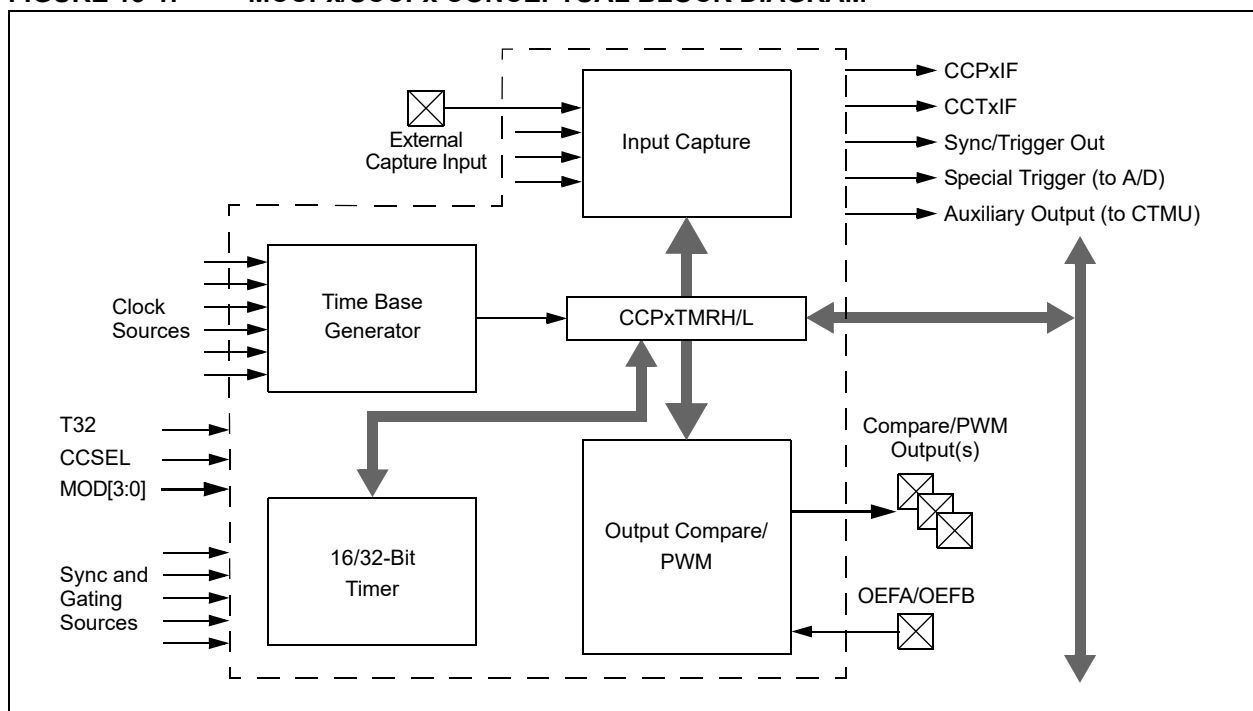 CCPxIF
CCTxIF
Sync/Trigger Out
Special Trigger (to A/D)
Auxiliary Output (to CTMU)
External
Capture Input
Input Capture
Clock
Sources
Time Base
Generator
CCPxTMRH/L
T32
CCSEL
MOD[3:0]
Compare/PWM
Output(s)
Sync and
Gating
Sources
16/32-Bit
Timer
Output Compare/
PWM
OEFA/OEFB